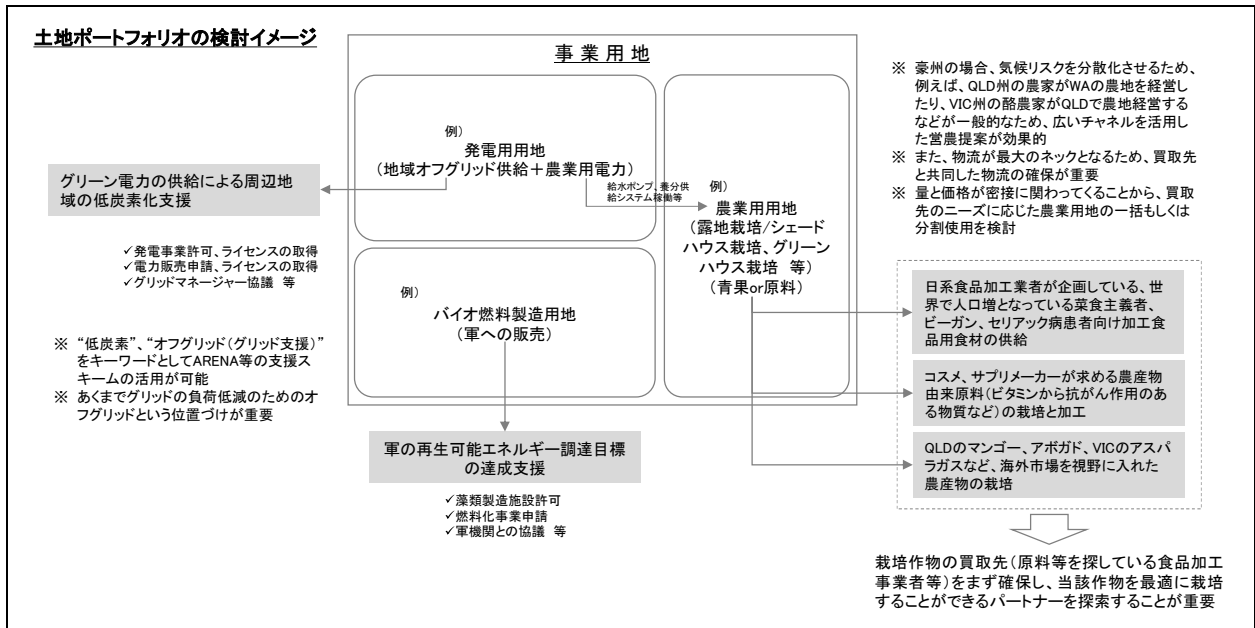 土地ポートフォリオの検討イメージ
事 業 用 地
例）
発電用用地
（地域オフグリッド供給＋農業用電力）
給水ポンプ、養分供
給システム稼働等
例）
農業用用地
（露地栽培/シェード
ハウス栽培、グリーン
ハウス栽培 等）
（青果or原料）
例）
バイオ燃料製造用地
（軍への販売）
グリーン電力の供給による周辺地
域の低炭素化支援
✓発電事業許可、ライセンスの取得
✓電力販売申請、ライセンスの取得
✓グリッドマネージャー協議 等
※ “低炭素”、“オフグリッド（グリッド支援）”
をキーワードとしてARENA等の支援ス
キームの活用が可能
※ あくまでグリッドの負荷低減のためのオ
フグリッドという位置づけが重要
軍の再生可能エネルギー調達目標
の達成支援
✓藻類製造施設許可
✓燃料化事業申請
✓軍機関との協議 等
※ 豪州の場合、気候リスクを分散化させるため、
例えば、QLD州の農家がWAの農地を経営し
たり、VIC州の酪農家がQLDで農地経営する
などが一般的なため、広いチャネルを活用し
た営農提案が効果的
※ また、物流が最大のネックとなるため、買取先
と共同した物流の確保が重要
※ 量と価格が密接に関わってくることから、買取
先のニーズに応じた農業用地の一括もしくは
分割使用を検討
日系食品加工業者が企画している、世
界で人口増となっている菜食主義者、
ビーガン、セリアック病患者向け加工食
品用食材の供給
コスメ、サプリメーカーが求める農産物
由来原料（ビタミンから抗がん作用のあ
る物質など）の栽培と加工
QLDのマンゴー、アボガド、VICのアスパ
ラガスなど、海外市場を視野に入れた
農産物の栽培
栽培作物の買取先（原料等を探している食品加工
事業者等）をまず確保し、当該作物を最適に栽培
することができるパートナーを探索することが重要